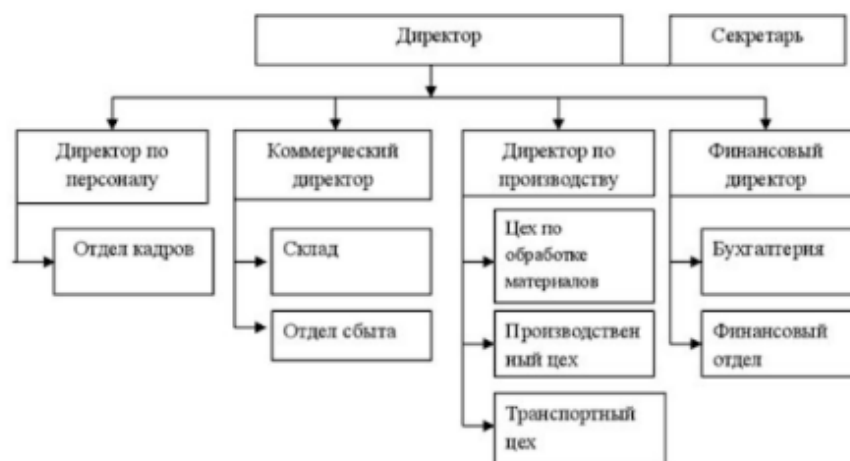 Директор
Секретарь
Директор по
персоналу
Коммерческий
директор
Директор по
производству
Финансовый
директор
Отдел кадров
Склад
Отдел сбыта
Цех по
обработке
материалов
Производствен
ный цех
Транспортный
цех
Бухгалтерия
Финансовый
отдел